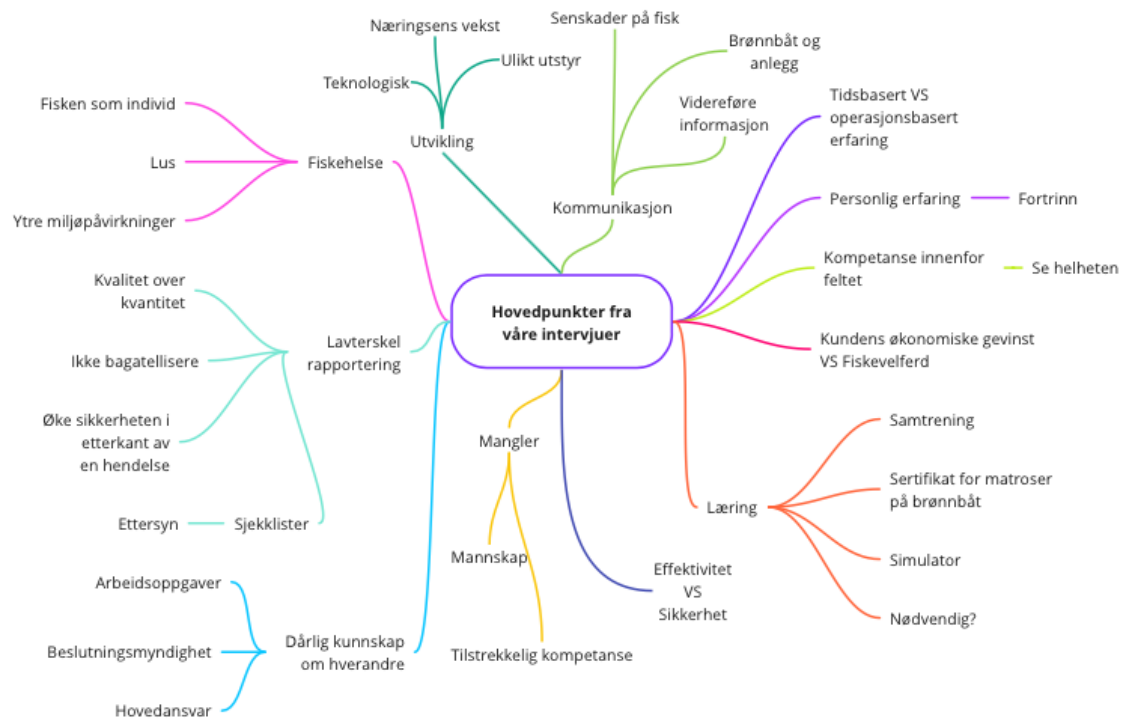 Hovedpunkter fra
våre intervjuer
Utvikling
Næringsens vekst
Teknologisk
Ulikt utstyr
Kommunikasjon
Senskader på fisk
Brønnbåt og
anlegg
Videreføre
informasjon
Tidsbasert VS
operasjonsbasert
erfaring
Personlig erfaring
Fortrinn
Kompetanse innenfor
feltet
Se helheten
Kundens økonomiske gevinst
VS Fiskevelferd
Læring
Samtrening
Sertifikat for matroser
på brønnbåt
Simulator
Nødvendig?
Effektivitet
VS
Sikkerhet
Mangler
Mannskap
Tilstrekkelig kompetanse
Fiskehelse
Fisken som individ
Lus
Ytre miljøpåvirkninger
Lavterskel
rapportering
Kvalitet over
kvantitet
Ikke bagatellisere
Øke sikkerheten i
etterkant av
en hendelse
Sjekklister
Ettersyn
Dårlig kunnskap
om hverandre
Arbeidsoppgaver
Beslutningsmyndighet
Hovedansvar